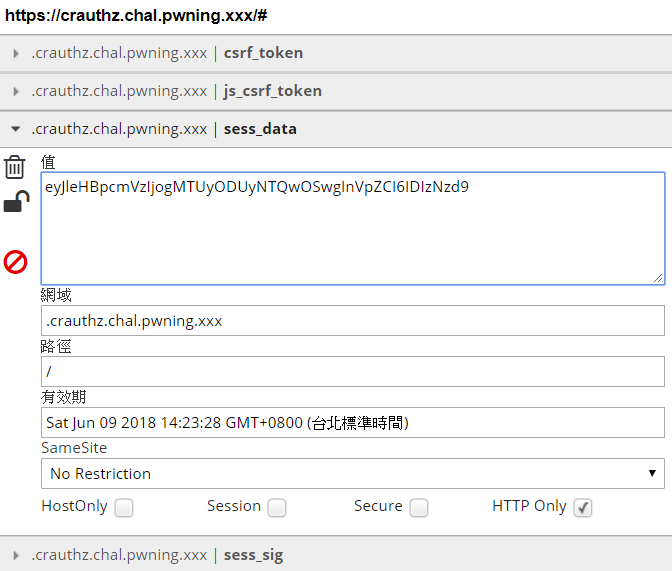 https://crauthz.chal.pwning.xxx/#
.crauthz.chal.pwning.xxx | csrf_token
.crauthz.chal.pwning.xxx | js_csrf_token
.crauthz.chal.pwning.xxx | sess_data
值
eyJleHBpcmVzIjogMTUyODUyNTQwOSwgInVpZCI6IDIzNzd9
網域
.crauthz.chal.pwning.xxx
路徑
/
有效期
Sat Jun 09 2018 14:23:28 GMT+0800 (台北標準時間)
SameSite
No Restriction
HostOnly Session Secure HTTP Only
.crauthz.chal.pwning.xxx | sess_sig